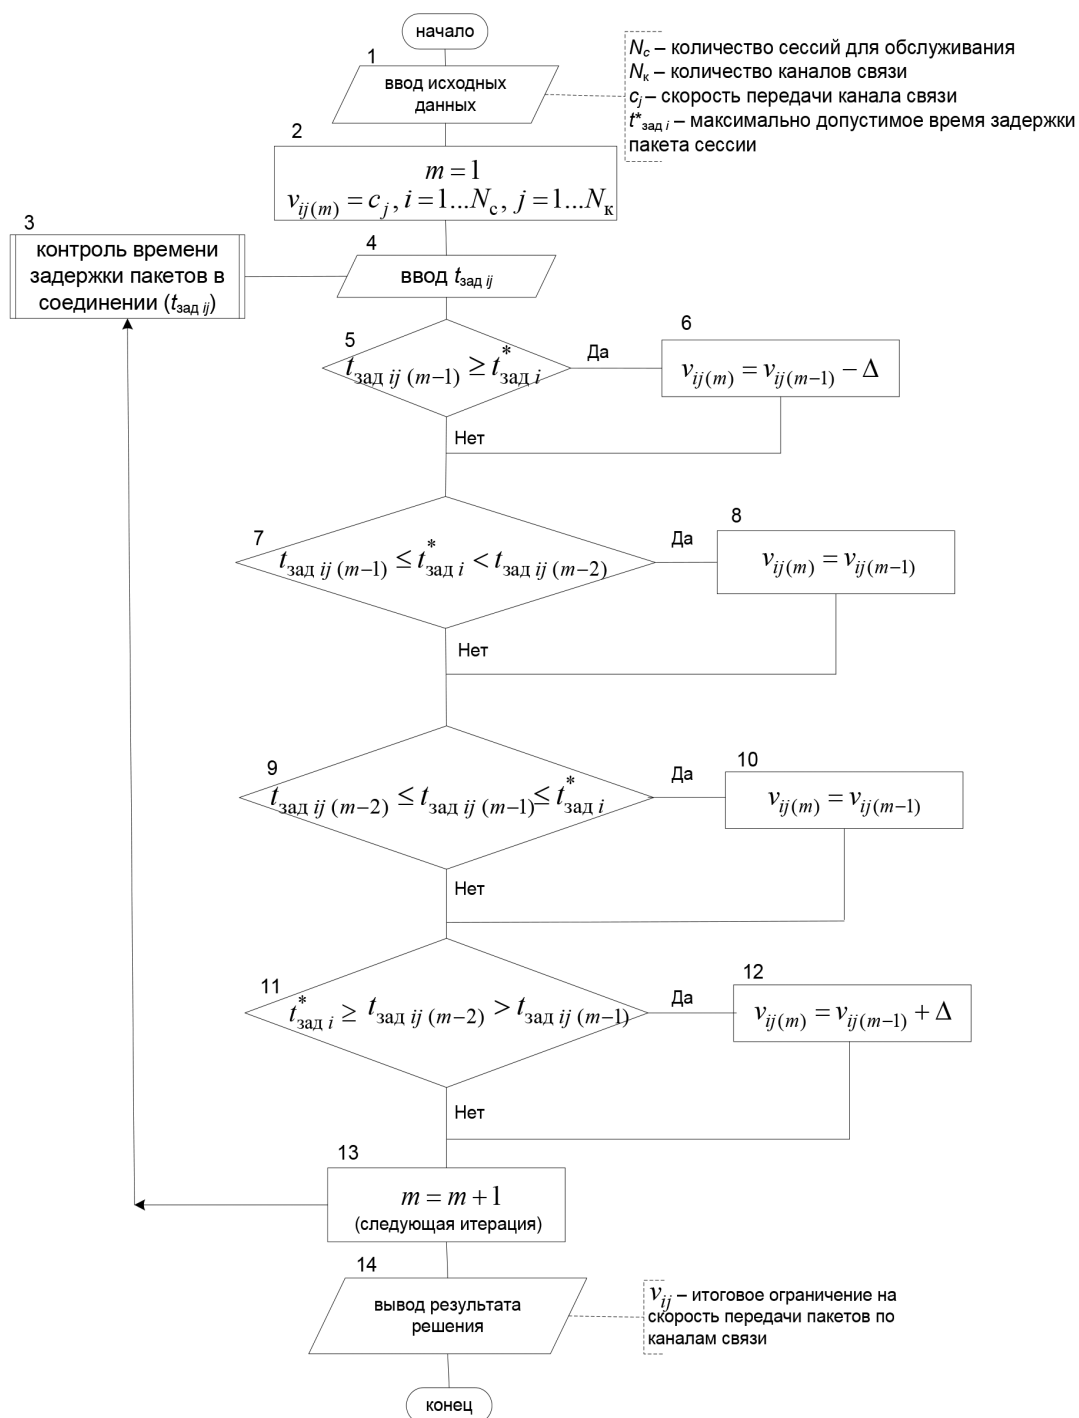 начало
1
ввод исходных
данных
N_c – количество сессий для обслуживания
N_к – количество каналов связи
c_j – скорость передачи канала связи
t*_зад i – максимально допустимое время задержки
пакета сессии
2
m = 1
v_ij(m) = c_j, i = 1...N_с, j = 1...N_к
3
контроль времени
задержки пакетов в
соединении (t_зад ij)
4
ввод t_зад ij
5
t_зад ij (m−1) ≥ t*_зад i
Да
6
v_ij(m) = v_ij(m−1) − Δ
Нет
7
t_зад ij (m−1) ≤ t*_зад i < t_зад ij (m−2)
Да
8
v_ij(m) = v_ij(m−1)
Нет
9
t_зад ij (m−2) ≤ t_зад ij (m−1) ≤ t*_зад i
Да
10
v_ij(m) = v_ij(m−1)
Нет
11
t*_зад i ≥ t_зад ij (m−2) > t_зад ij (m−1)
Да
12
v_ij(m) = v_ij(m−1) + Δ
Нет
13
m = m + 1
(следующая итерация)
14
вывод результата
решения
v_ij – итоговое ограничение на
скорость передачи пакетов по
каналам связи
конец